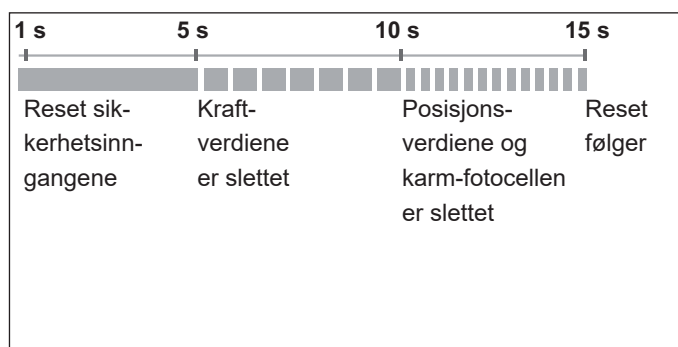 1 s 5 s 10 s 15 s
Reset sik-
kerhetsinn-
gangene
Kraft-
verdiene
er slettet
Posisjons-
verdiene og
karm-fotocellen
er slettet
Reset
følger